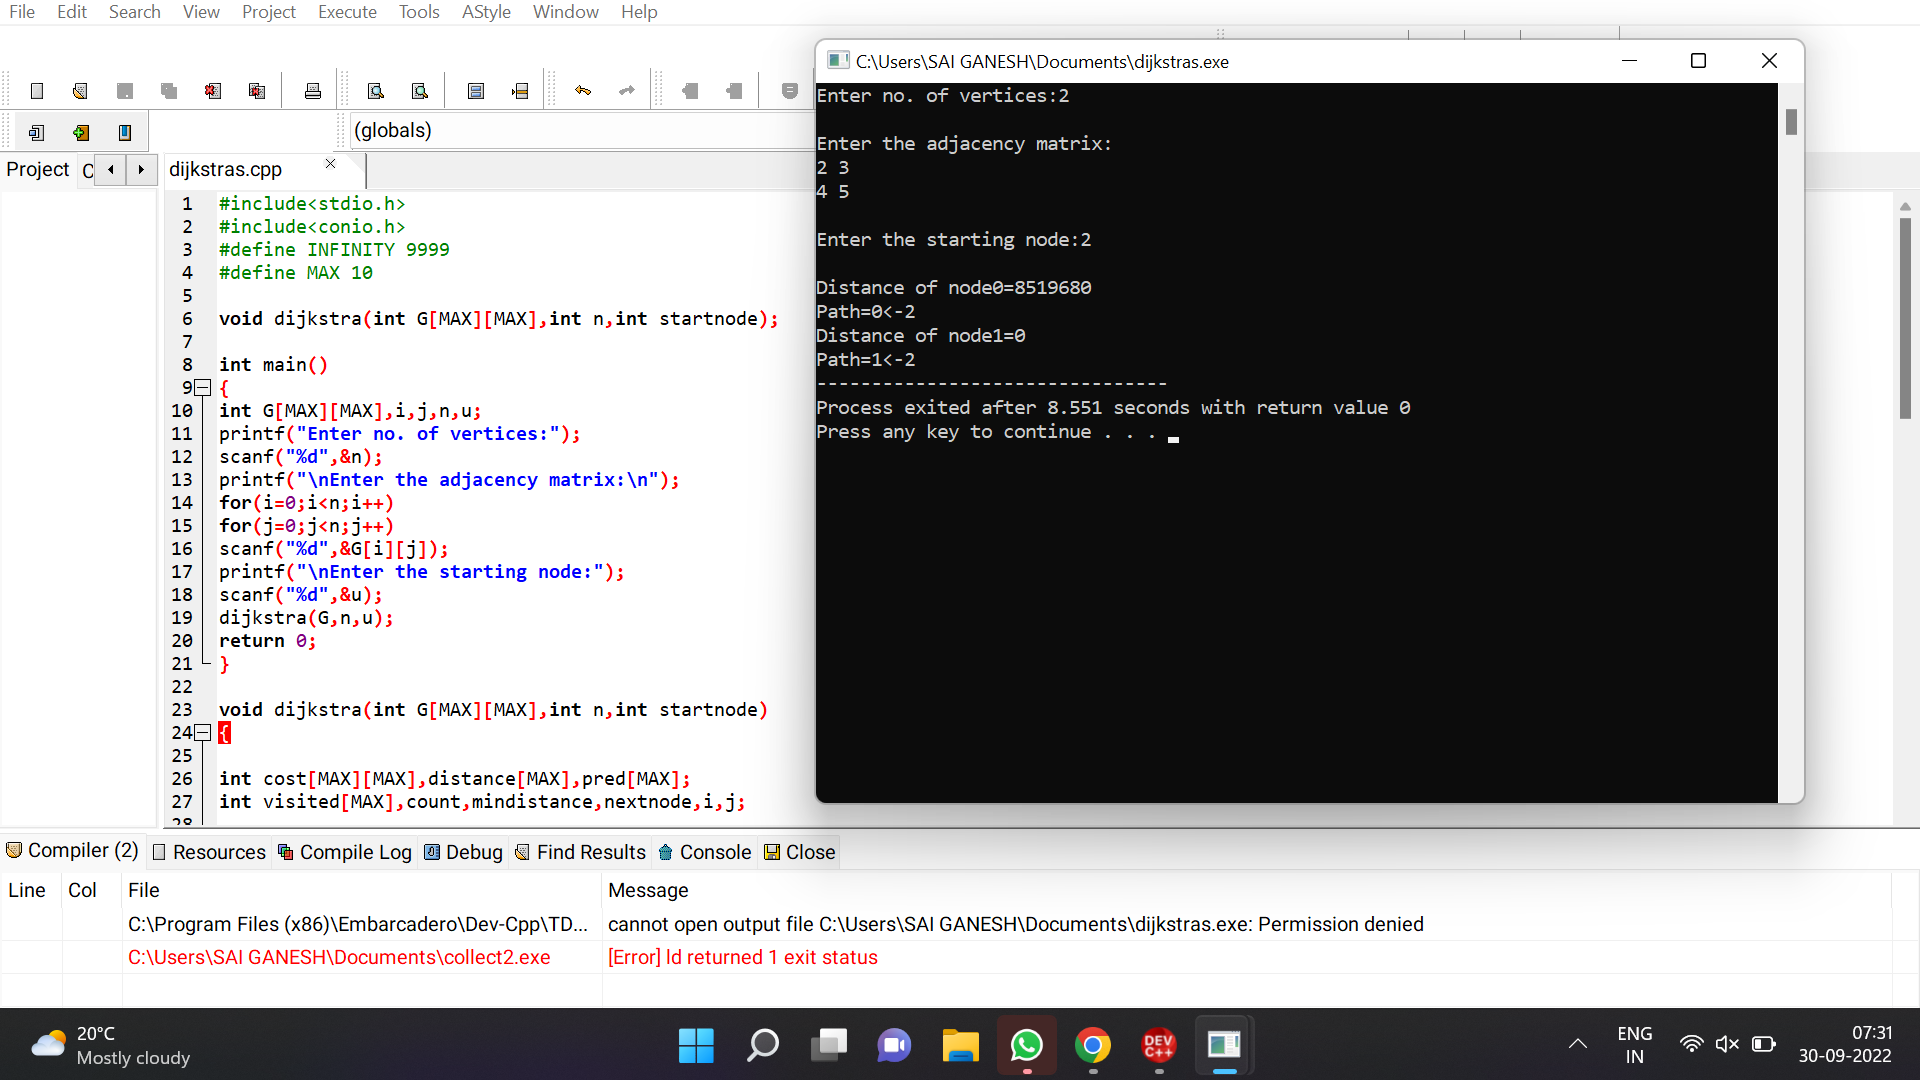 File Edit Search View Project Execute Tools AStyle Window Help
C:\Users\SAI GANESH\Documents\dijkstras.exe
(globals)
Project C
dijkstras.cpp
1 #include<stdio.h>
2 #include<conio.h>
3 #define INFINITY 9999
4 #define MAX 10
5
6 void dijkstra(int G[MAX][MAX],int n,int startnode);
7
8 int main()
9 {
10 int G[MAX][MAX],i,j,n,u;
11 printf("Enter no. of vertices:");
12 scanf("%d",&n);
13 printf("\nEnter the adjacency matrix:\n");
14 for(i=0;i<n;i++)
15 for(j=0;j<n;j++)
16 scanf("%d",&G[i][j]);
17 printf("\nEnter the starting node:");
18 scanf("%d",&u);
19 dijkstra(G,n,u);
20 return 0;
21 }
22
23 void dijkstra(int G[MAX][MAX],int n,int startnode)
24 {
25
26 int cost[MAX][MAX],distance[MAX],pred[MAX];
27 int visited[MAX],count,mindistance,nextnode,i,j;
28
Enter no. of vertices:2
Enter the adjacency matrix:
2 3
4 5
Enter the starting node:2
Distance of node0=8519680
Path=0<-2
Distance of node1=0
Path=1<-2
--------------------------------
Process exited after 8.551 seconds with return value 0
Press any key to continue . . .
Compiler (2) Resources Compile Log Debug Find Results Console Close
Line Col File Message
C:\Program Files (x86)\Embarcadero\Dev-Cpp\TD... cannot open output file C:\Users\SAI GANESH\Documents\dijkstras.exe: Permission denied
C:\Users\SAI GANESH\Documents\collect2.exe [Error] ld returned 1 exit status
20°C
Mostly cloudy
DEV
C++
ENG
IN
07:31
30-09-2022